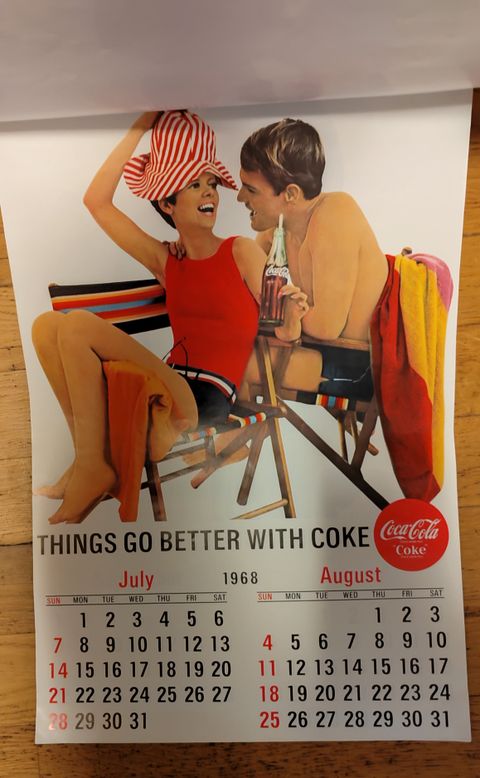 Coca-Cola
THINGS GO BETTER WITH COKE
Coca-Cola
Coke
July 1968 August
SUN MON TUE WED THU FRI SAT SUN MON TUE WED THU FRI SAT
1 2 3 4 5 6 1 2 3
7 8 9 10 11 12 13 4 5 6 7 8 9 10
14 15 16 17 18 19 20 11 12 13 14 15 16 17
21 22 23 24 25 26 27 18 19 20 21 22 23 24
28 29 30 31 25 26 27 28 29 30 31